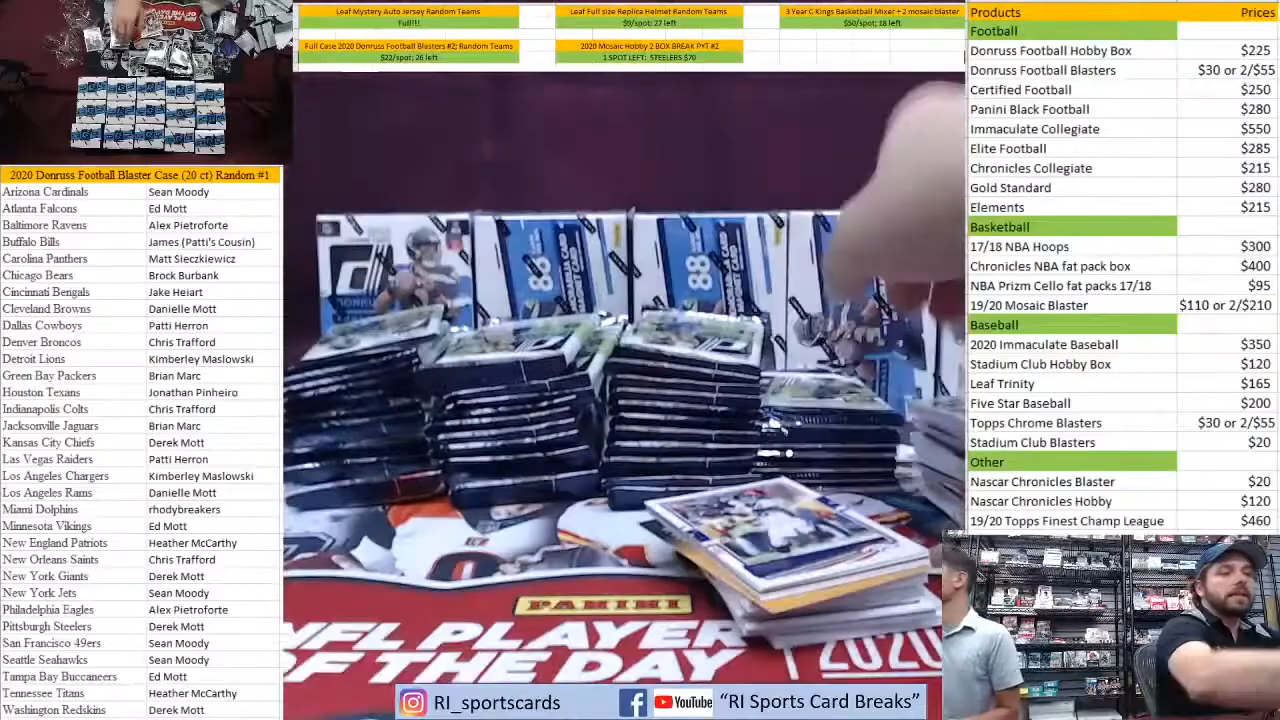 Leaf Mystery Auto Jersey Random Teams
Full!!!
Leaf Full size Replica Helmet Random Teams
$9/spot; 27 left
3 Year C Kings Basketball Mixer + 2 mosaic blaster
$50/spot; 18 left
Full Case 2020 Donruss Football Blasters #2; Random Teams
$22/spot; 26 left
2020 Mosaic Hobby 2 BOX BREAK PYT #2
1 SPOT LEFT: STEELERS $70
2020 Donruss Football Blaster Case (20 ct) Random #1
Arizona Cardinals Sean Moody
Atlanta Falcons Ed Mott
Baltimore Ravens Alex Pietroforte
Buffalo Bills James (Patti's Cousin)
Carolina Panthers Matt Sieczkiewicz
Chicago Bears Brock Burbank
Cincinnati Bengals Jake Heiart
Cleveland Browns Danielle Mott
Dallas Cowboys Patti Herron
Denver Broncos Chris Trafford
Detroit Lions Kimberley Maslowski
Green Bay Packers Brian Marc
Houston Texans Jonathan Pinheiro
Indianapolis Colts Chris Trafford
Jacksonville Jaguars Brian Marc
Kansas City Chiefs Derek Mott
Las Vegas Raiders Patti Herron
Los Angeles Chargers Kimberley Maslowski
Los Angeles Rams Danielle Mott
Miami Dolphins rhodybreakers
Minnesota Vikings Ed Mott
New England Patriots Heather McCarthy
New Orleans Saints Chris Trafford
New York Giants Derek Mott
New York Jets Sean Moody
Philadelphia Eagles Alex Pietroforte
Pittsburgh Steelers Derek Mott
San Francisco 49ers Sean Moody
Seattle Seahawks Sean Moody
Tampa Bay Buccaneers Ed Mott
Tennessee Titans Heather McCarthy
Washington Redskins Derek Mott
88
88
PANINI
NFL PLAYER
OF THE DAY
2020
RI_sportscards
YouTube
"RI Sports Card Breaks"
Products Prices
Football
Donruss Football Hobby Box $225
Donruss Football Blasters $30 or 2/$55
Certified Football $250
Panini Black Football $280
Immaculate Collegiate $550
Elite Football $285
Chronicles Collegiate $215
Gold Standard $280
Elements $215
Basketball
17/18 NBA Hoops $300
Chronicles NBA fat pack box $400
NBA Prizm Cello fat packs 17/18 $95
19/20 Mosaic Blaster $110 or 2/$210
Baseball
2020 Immaculate Baseball $350
Stadium Club Hobby Box $120
Leaf Trinity $165
Five Star Baseball $200
Topps Chrome Blasters $30 or 2/$55
Stadium Club Blasters $20
Other
Nascar Chronicles Blaster $20
Nascar Chronicles Hobby $120
19/20 Topps Finest Champ League $460